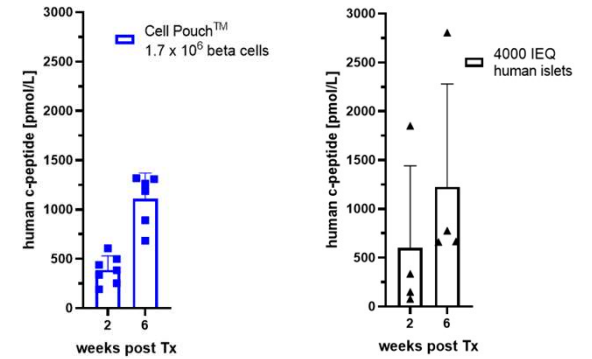 Cell Pouch™
1.7 x 10⁶ beta cells
human c-peptide [pmol/L]
3000
2500
2000
1500
1000
500
0
2 6
weeks post Tx
4000 IEQ
human islets
human c-peptide [pmol/L]
3000
2500
2000
1500
1000
500
0
2 6
weeks post Tx